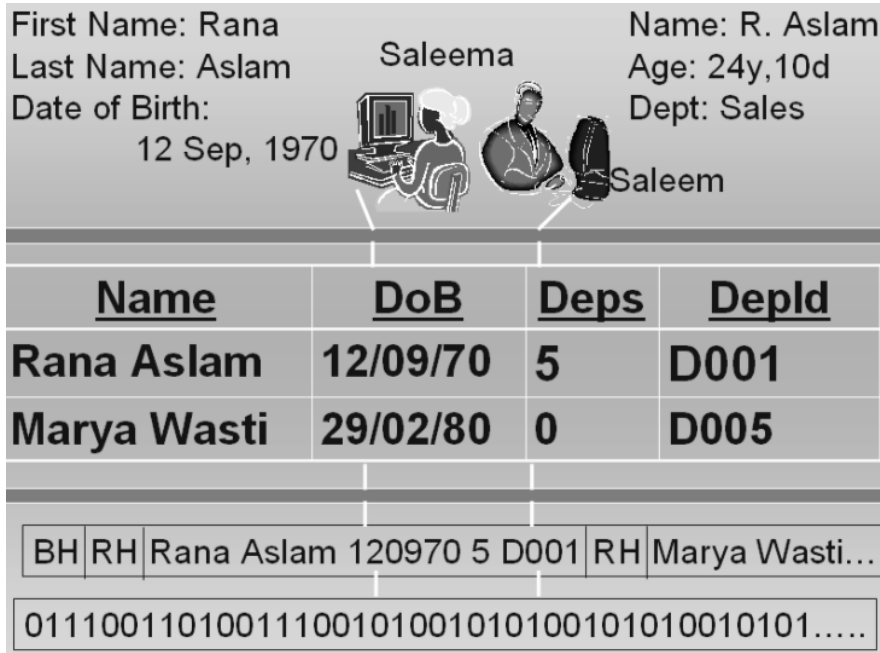 First Name: Rana
Last Name: Aslam
Date of Birth:
12 Sep, 1970
Saleema
Name: R. Aslam
Age: 24y,10d
Dept: Sales
Saleem
Name DoB Deps DepId
Rana Aslam 12/09/70 5 D001
Marya Wasti 29/02/80 0 D005
BH RH Rana Aslam 120970 5 D001 RH Marya Wasti...
01110011010011100101001010100101010010101.....